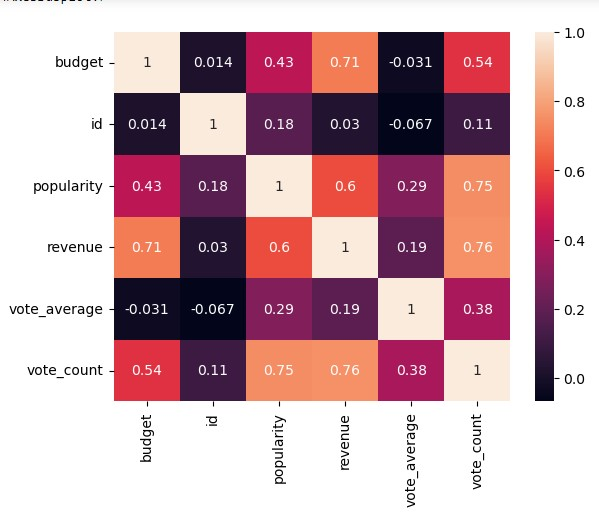 budget 1 0.014 0.43 0.71 -0.031 0.54 1.0
id 0.014 1 0.18 0.03 -0.067 0.11 0.8
popularity 0.43 0.18 1 0.6 0.29 0.75 0.6
revenue 0.71 0.03 0.6 1 0.19 0.76 0.4
vote_average -0.031 -0.067 0.29 0.19 1 0.38 0.2
vote_count 0.54 0.11 0.75 0.76 0.38 1 0.0
budget id popularity revenue vote_average vote_count